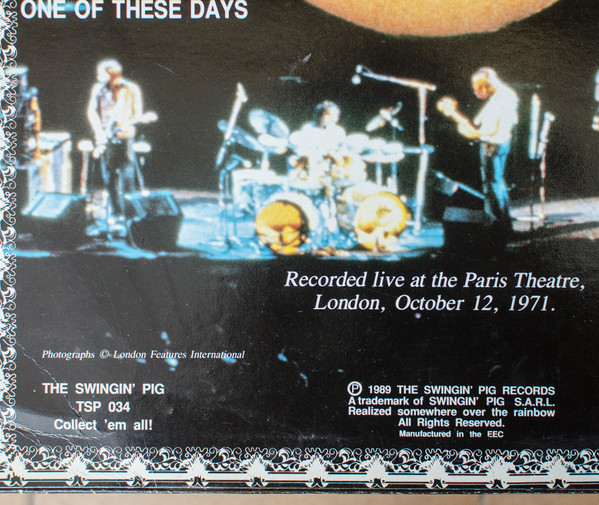 ONE OF THESE DAYS
Recorded live at the Paris Theatre,
London, October 12, 1971.
Photographs © London Features International
THE SWINGIN' PIG
TSP 034
Collect 'em all!
℗ 1989 THE SWINGIN' PIG RECORDS
A trademark of SWINGIN' PIG S.A.R.L.
Realized somewhere over the rainbow
All Rights Reserved.
Manufactured in the EEC